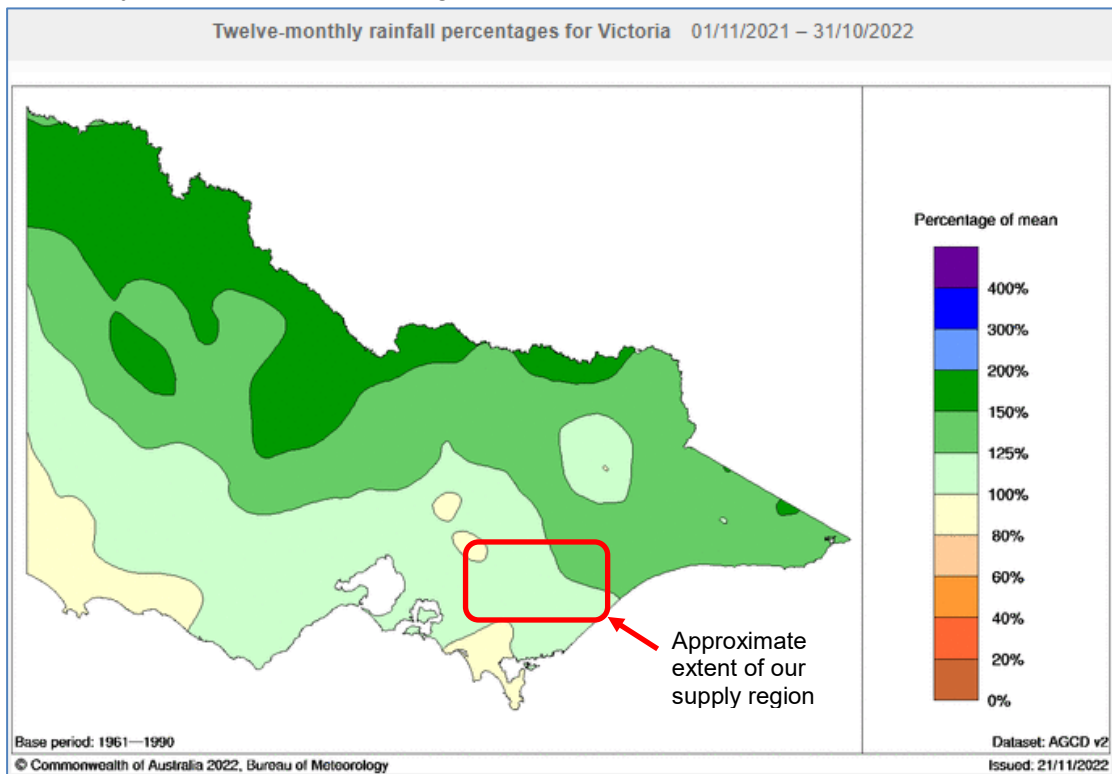 Twelve-monthly rainfall percentages for Victoria 01/11/2021 – 31/10/2022
Percentage of mean
400%
300%
200%
150%
125%
100%
80%
60%
40%
20%
0%
Approximate
extent of our
supply region
Base period: 1961—1990
Dataset: AGCD v2
© Commonwealth of Australia 2022, Bureau of Meteorology
Issued: 21/11/2022